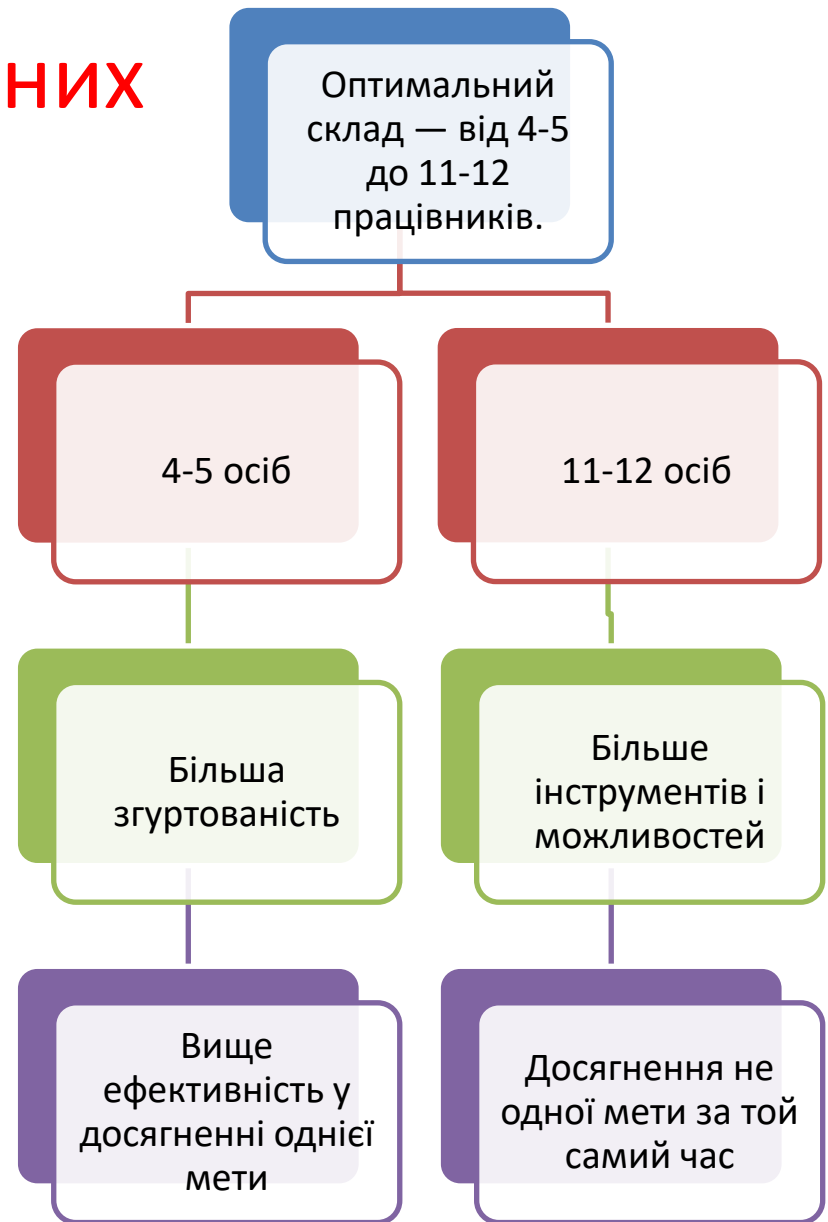 них
Оптимальний
склад — від 4-5
до 11-12
працівників.
4-5 осіб
11-12 осіб
Більша
згуртованість
Більше
інструментів і
можливостей
Вище
ефективність у
досягненні однієї
мети
Досягнення не
одної мети за той
самий час